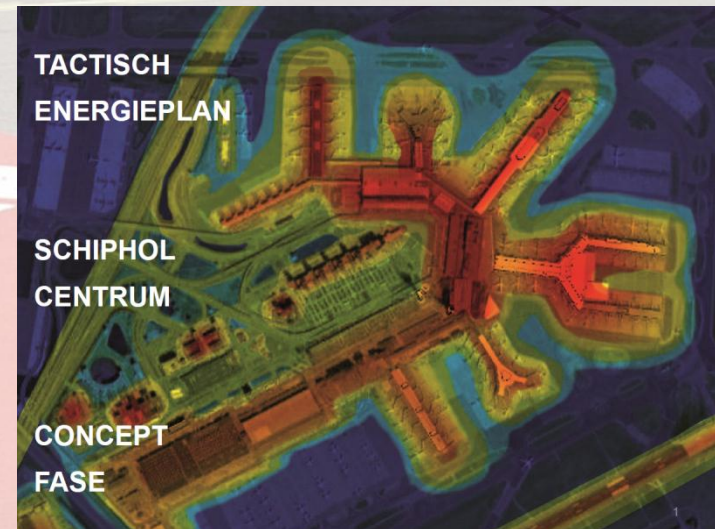 TACTISCH
ENERGIEPLAN
SCHIPHOL
CENTRUM
CONCEPT
FASE
1